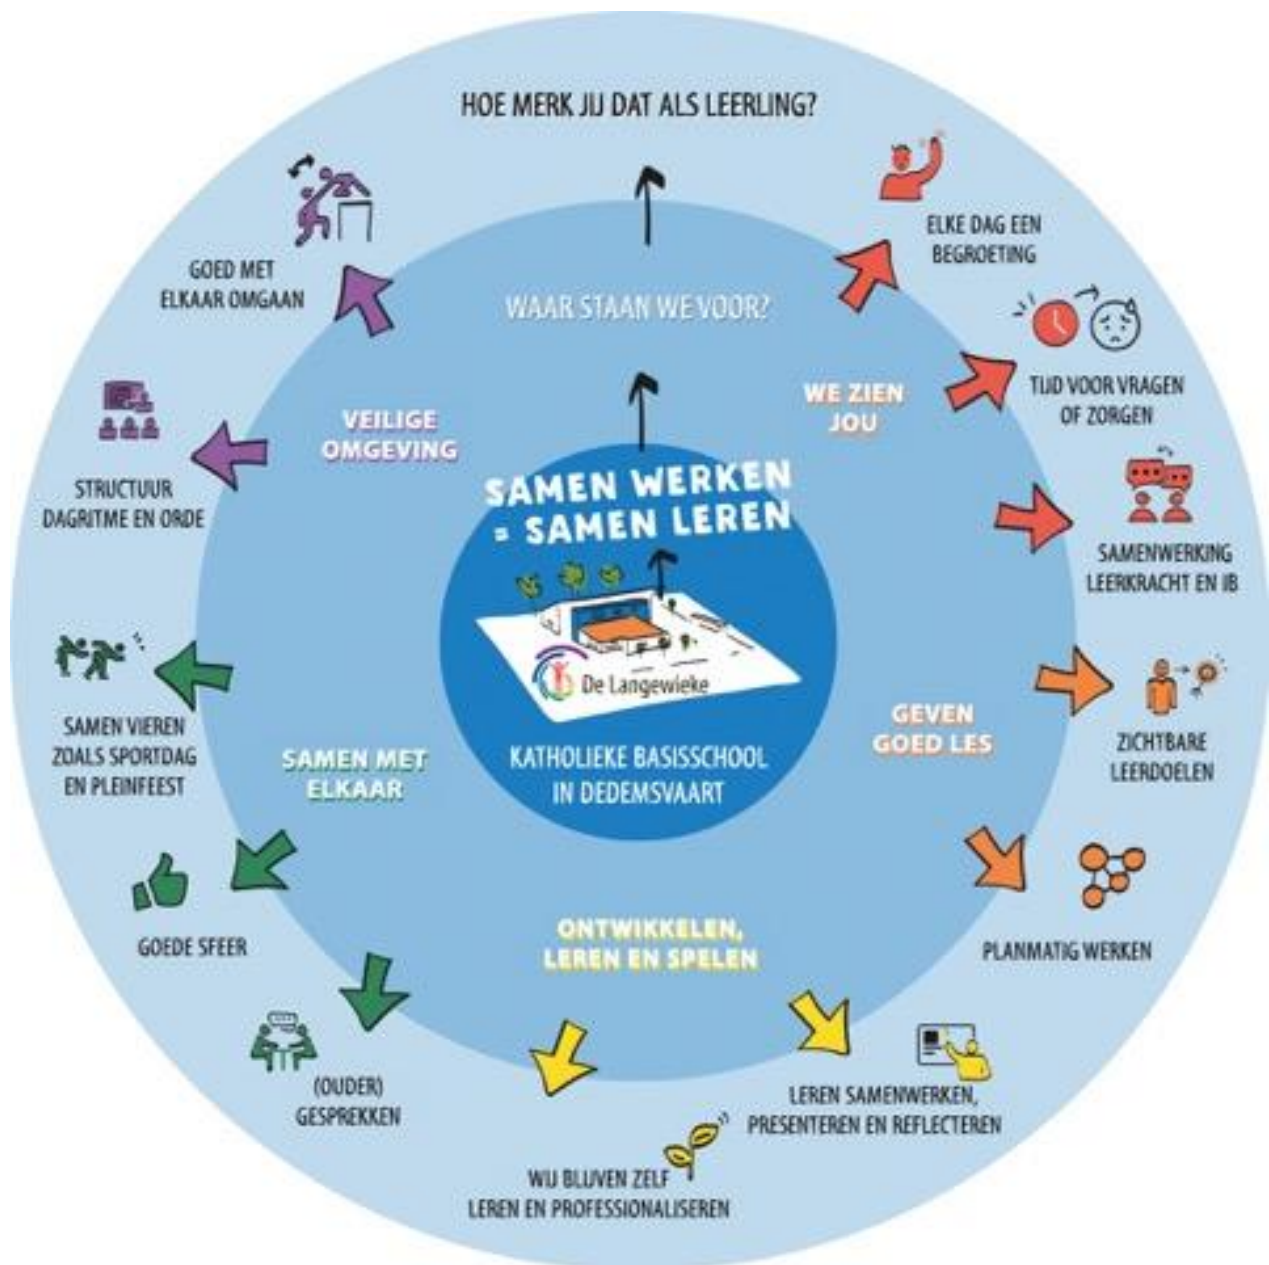 HOE MERK JIJ DAT ALS LEERLING?
WAAR STAAN WE VOOR?
SAMEN WERKEN
= SAMEN LEREN
De Langewieke
KATHOLIEKE BASISSCHOOL
IN DEDEMSVAART
WE ZIEN
JOU
ELKE DAG EEN
BEGROETING
TIJD VOOR VRAGEN
OF ZORGEN
SAMENWERKING
LEERKRACHT EN IB
GEVEN
GOED LES
ZICHTBARE
LEERDOELEN
PLANMATIG WERKEN
ONTWIKKELEN,
LEREN EN SPELEN
LEREN SAMENWERKEN,
PRESENTEREN EN REFLECTEREN
WIJ BLIJVEN ZELF
LEREN EN PROFESSIONALISEREN
SAMEN MET
ELKAAR
(OUDER)
GESPREKKEN
GOEDE SFEER
SAMEN VIEREN
ZOALS SPORTDAG
EN PLEINFEEST
VEILIGE
OMGEVING
STRUCTUUR
DAGRITME EN ORDE
GOED MET
ELKAAR OMGAAN